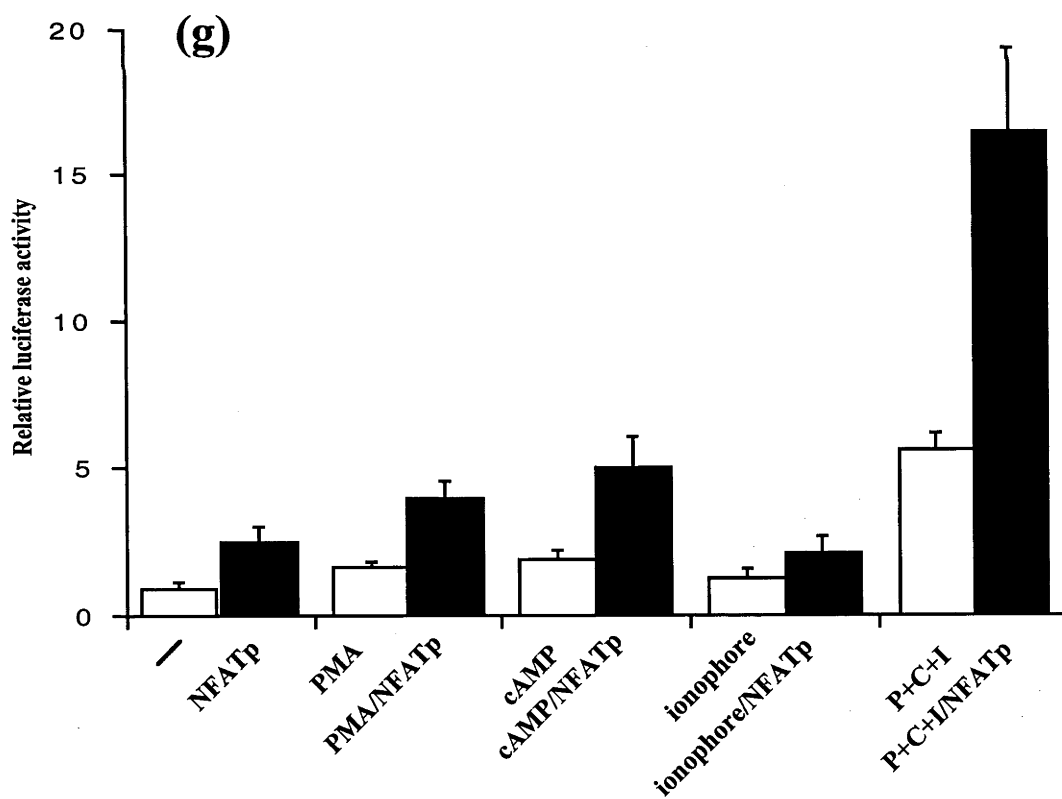 (g)
Relative luciferase activity
20
15
10
5
0
—
NFATp
PMA
PMA/NFATp
cAMP
cAMP/NFATp
ionophore
ionophore/NFATp
P+C+I
P+C+I/NFATp